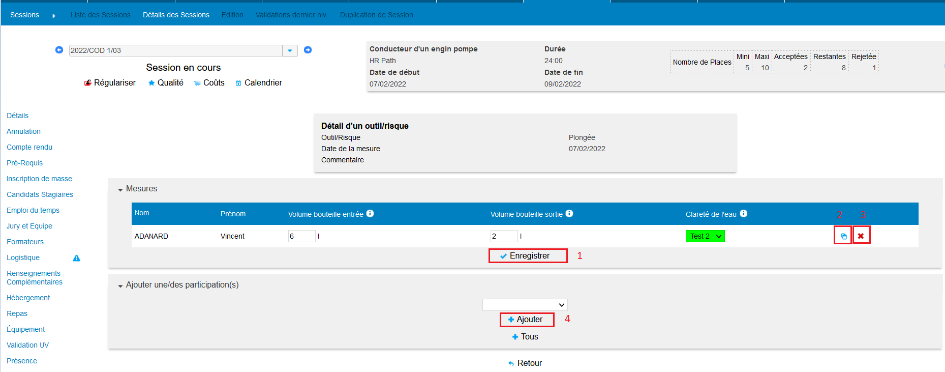 Sessions Liste des Sessions Détails des Sessions Edition Validations dernier niv Duplication de Session
2022/COD 1/03
Session en cours
Régulariser Qualité Coûts Calendrier
Conducteur d'un engin pompe Durée
HR Path 24:00
Date de début Date de fin
07/02/2022 09/02/2022
Nombre de Places Mini Maxi Acceptées Restantes Rejetée
5 10 2 8 1
Détails
Annulation
Compte rendu
Pré-Requis
Inscription de masse
Candidats Stagiaires
Emploi du temps
Jury et Equipe
Formateurs
Logistique
Renseignements
Complémentaires
Hébergement
Repas
Équipement
Validation UV
Présence
Détail d'un outil/risque
Outil/Risque Plongée
Date de la mesure 07/02/2022
Commentaire
Mesures
Nom Prénom Volume bouteille entrée Volume bouteille sortie Clareté de l'eau 2
ADANARD Vincent 6 l 2 l Test 2
Enregistrer 1
Ajouter une/des participation(s)
Ajouter 4
Tous
Retour